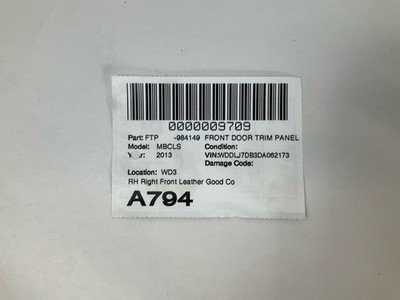 0000009709
Part: FTP -984149 FRONT DOOR TRIM PANEL
Model: MBCLS Condition:
Year: 2013 VIN:WDDLJ7DB3DA062173
Damage Code:
Location: WD3
RH Right Front Leather Good Co
A794